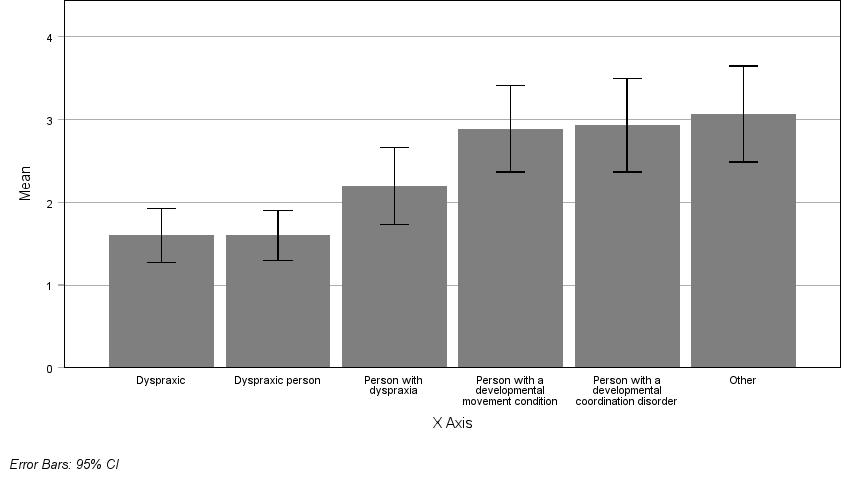 4
3
2
1
0
Mean
Dyspraxic
Dyspraxic person
Person with
dyspraxia
Person with a
developmental
movement condition
Person with a
developmental
coordination disorder
Other
X Axis
Error Bars: 95% CI